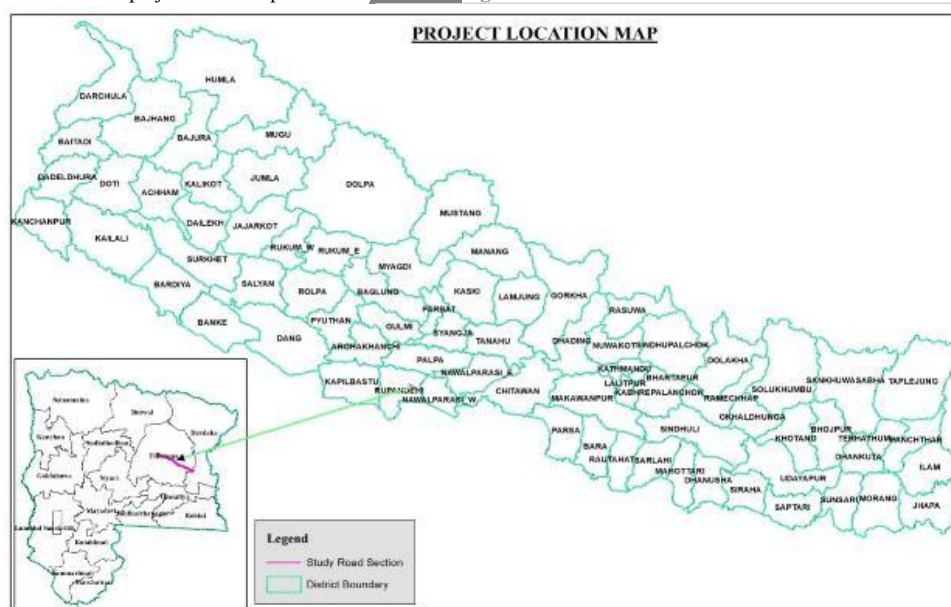 PROJECT LOCATION MAP
HUMLA
DARCHULA
BAJHANG
MUGU
BAITADI
BAJURA
DADELDHURA
DOTI
ACHHAM
KALIKOT
JUMLA
DOLPA
KANCHANPUR
KAILALI
DAILEKH
JAJARKOT
MUSTANG
SURKHET
RUKUM_W
RUKUM_E
MYAGDI
MANANG
BARDIYA
SALYAN
ROLPA
BAGLUNG
KASKI
LAMJUNG
GORKHA
BANKE
DANG
PYUTHAN
GULMI
PARBAT
SYANGJA
TANAHU
RASUWA
ARGHAKHANCHI
PALPA
DHADING
NUWAKOT
SINDHUPALCHOK
DOLAKHA
KAPILBASTU
RUPANDEHI
NAWALPARASI_E
NAWALPARASI_W
CHITAWAN
KATHMANDU
BHAKTAPUR
LALITPUR
KABHREPALANCHOK
RAMECHHAP
SOLUKHUMBU
SANKHUWASABHA
TAPLEJUNG
MAKAWANPUR
OKHALDHUNGA
PARSA
BARA
RAUTAHAT
SARLAHI
SINDHULI
KHOTANG
BHOJPUR
TERHATHUM
PANCHTHAR
DHANKUTA
ILAM
MAHOTTARI
DHANUSHA
SIRAHA
UDAYAPUR
SAPTARI
SUNSARI
MORANG
JHAPA
Butwal
Devdaha
Kanchan
Siyari
Legend
Study Road Section
District Boundary